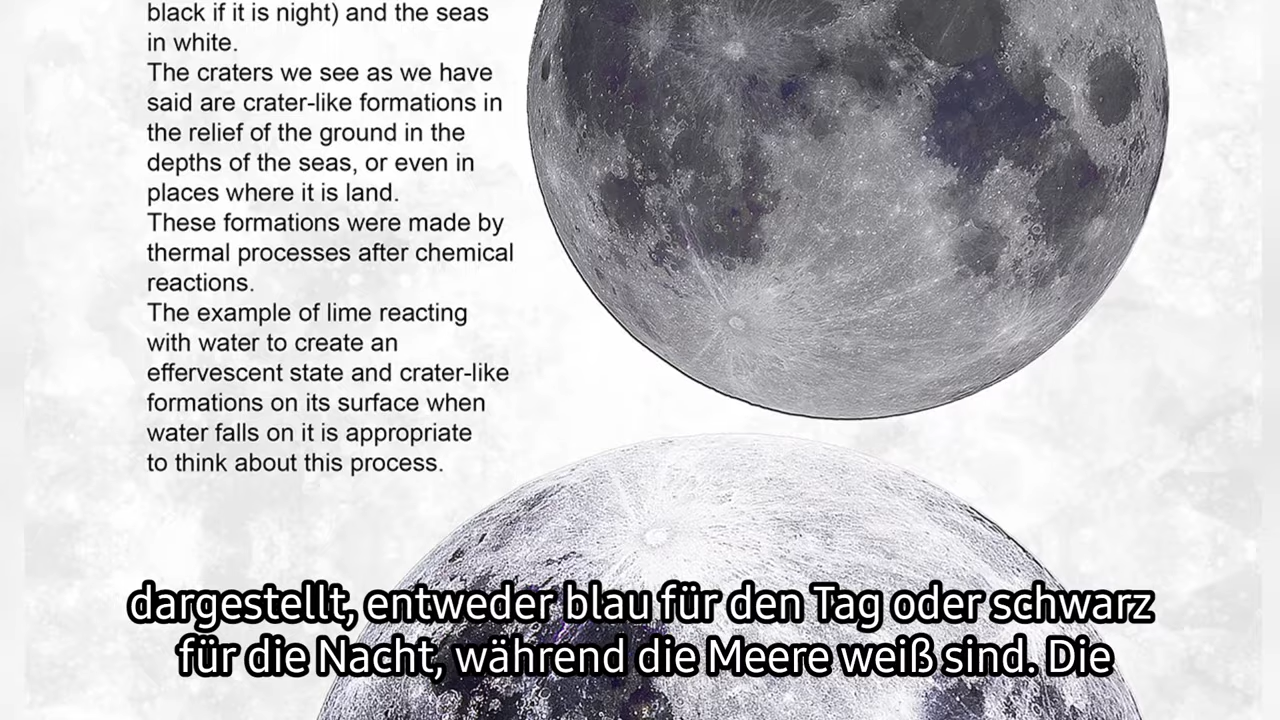 black if it is night) and the seas
in white.
The craters we see as we have
said are crater-like formations in
the relief of the ground in the
depths of the seas, or even in
places where it is land.
These formations were made by
thermal processes after chemical
reactions.
The example of lime reacting
with water to create an
effervescent state and crater-like
formations on its surface when
water falls on it is appropriate
to think about this process.
dargestellt, entweder blau für den Tag oder schwarz
für die Nacht, während die Meere weiß sind. Die